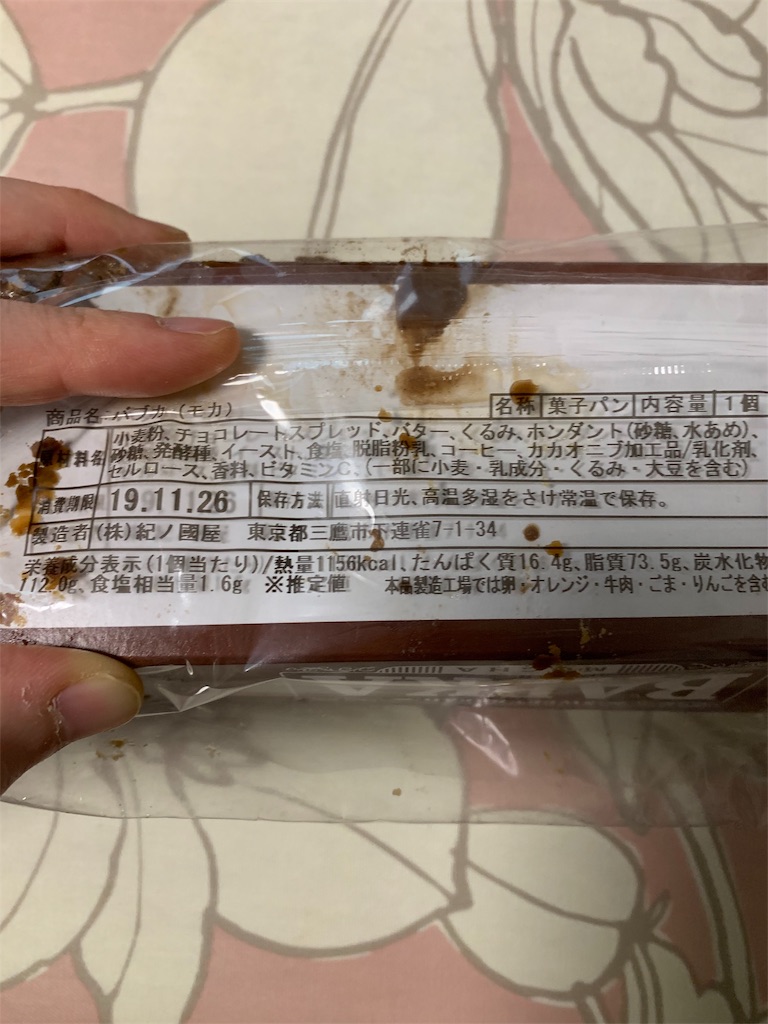 商品名 バブカ(モカ)
名称 菓子パン 内容量 1個
原材料名 小麦粉、チョコレートスプレッド、バター、くるみ、ホンダント(砂糖、水あめ)、
砂糖、発酵種、イースト、食塩、脱脂粉乳、コーヒー、カカオニブ加工品/乳化剤、
セルロース、香料、ビタミンC、(一部に小麦・乳成分・くるみ・大豆を含む)
消費期限 19.11.26 保存方法 直射日光、高温多湿をさけ常温で保存。
製造者 (株)紀ノ國屋 東京都三鷹市下連雀7-1-34
栄養成分表示(1個当たり)/熱量1156kcal、たんぱく質16.4g、脂質73.5g、炭水化物
112.0g、食塩相当量1.6g ※推定値 本品製造工場では卵・オレンジ・牛肉・ごま・りんごを含む